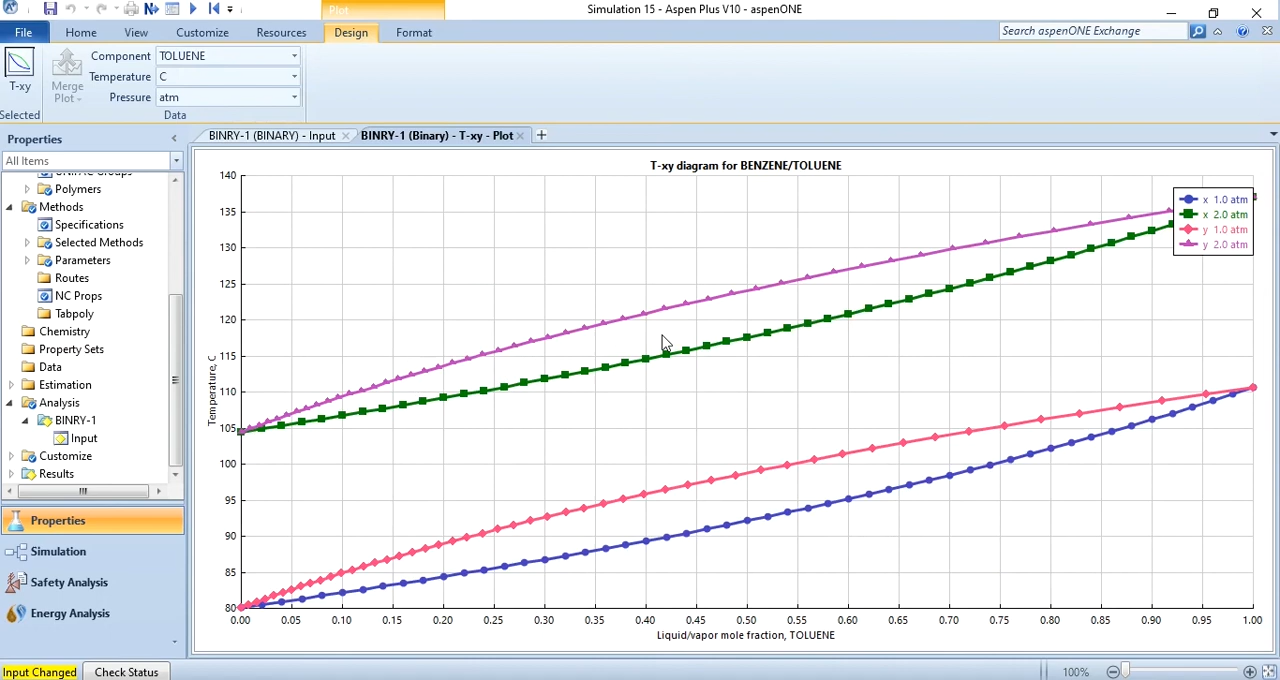 Simulation 15 - Aspen Plus V10 - aspenONE
Plot
File Home View Customize Resources Design Format
Search aspenONE Exchange
Component TOLUENE
Temperature C
Pressure atm
T-xy
Merge
Plot
Selected
Data
Properties
All Items
BINRY-1 (BINARY) - Input
BINRY-1 (Binary) - T-xy - Plot
UNIFAC Groups
Polymers
Methods
Specifications
Selected Methods
Parameters
Routes
NC Props
Tabpoly
Chemistry
Property Sets
Data
Estimation
Analysis
BINRY-1
Input
Customize
Results
Properties
Simulation
Safety Analysis
Energy Analysis
T-xy diagram for BENZENE/TOLUENE
x 1.0 atm
x 2.0 atm
y 1.0 atm
y 2.0 atm
Temperature, C
140
135
130
125
120
115
110
105
100
95
90
85
80
0.00 0.05 0.10 0.15 0.20 0.25 0.30 0.35 0.40 0.45 0.50 0.55 0.60 0.65 0.70 0.75 0.80 0.85 0.90 0.95 1.00
Liquid/vapor mole fraction, TOLUENE
Input Changed
Check Status
100%